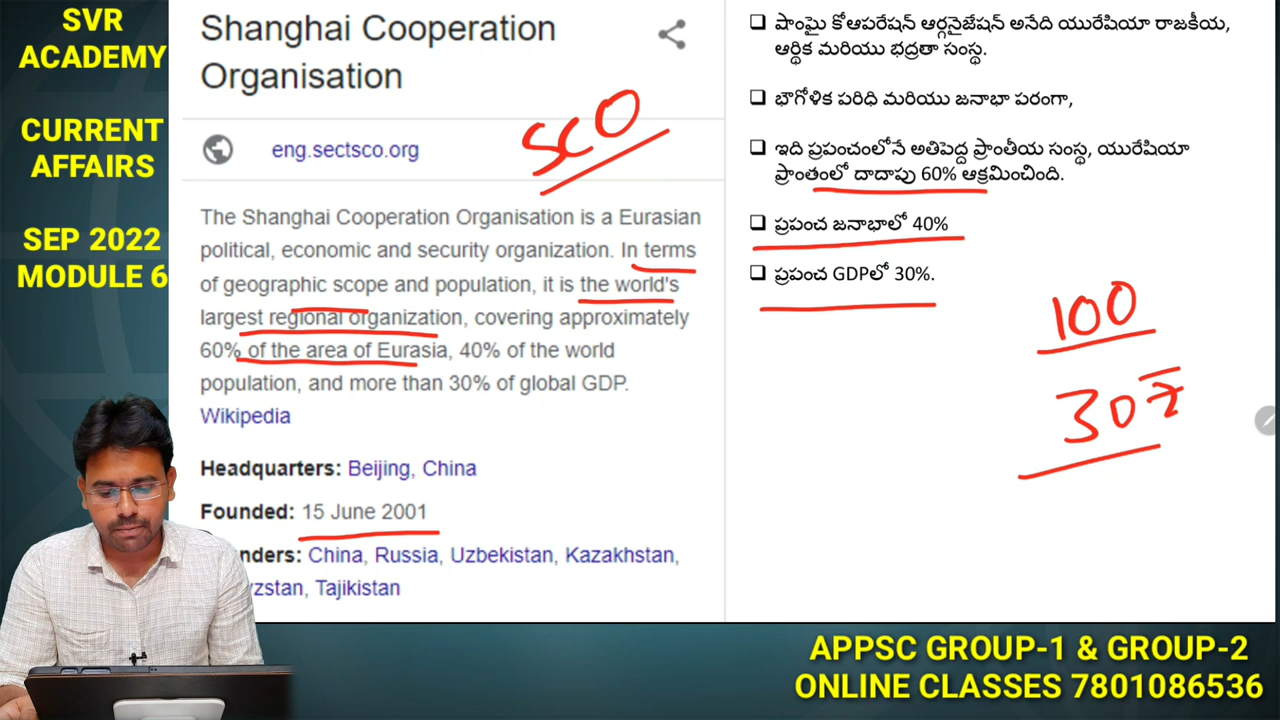 SVR
ACADEMY
CURRENT
AFFAIRS
SEP 2022
MODULE 6
Shanghai Cooperation
Organisation
SCO
eng.sectsco.org
The Shanghai Cooperation Organisation is a Eurasian
political, economic and security organization. In terms
of geographic scope and population, it is the world's
largest regional organization, covering approximately
60% of the area of Eurasia, 40% of the world
population, and more than 30% of global GDP.
Wikipedia
Headquarters: Beijing, China
Founded: 15 June 2001
nders: China, Russia, Uzbekistan, Kazakhstan,
yzstan, Tajikistan
షాంఘై కోఆపరేషన్ ఆర్గనైజేషన్ అనేది యురేషియా రాజకీయ,
ఆర్థిక మరియు భద్రతా సంస్థ.
భౌగోళిక పరిధి మరియు జనాభా పరంగా,
ఇది ప్రపంచంలోనే అతిపెద్ద ప్రాంతీయ సంస్థ, యురేషియా
ప్రాంతంలో దాదాపు 60% ఆక్రమించింది.
ప్రపంచ జనాభాలో 40%
ప్రపంచ GDPలో 30%.
100
30₹
APPSC GROUP-1 & GROUP-2
ONLINE CLASSES 7801086536